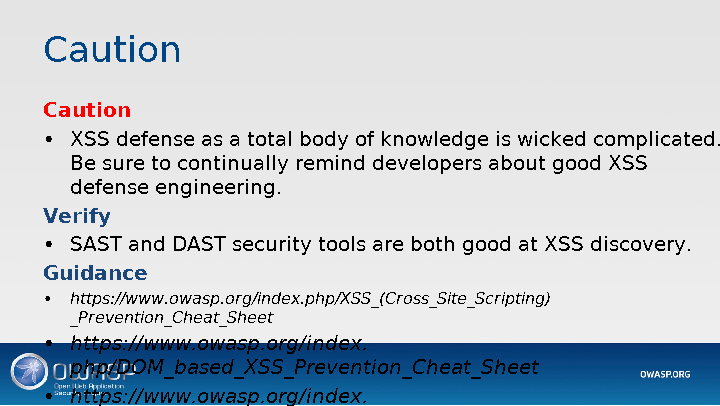 Caution
Caution
• XSS defense as a total body of knowledge is wicked complicated.
Be sure to continually remind developers about good XSS
defense engineering.
Verify
• SAST and DAST security tools are both good at XSS discovery.
Guidance
• https://www.owasp.org/index.php/XSS_(Cross_Site_Scripting)
_Prevention_Cheat_Sheet
• https://www.owasp.org/index.
php/DOM_based_XSS_Prevention_Cheat_Sheet
• https://www.owasp.org/index.
OWASP
Open Web Application
OWASP.ORG